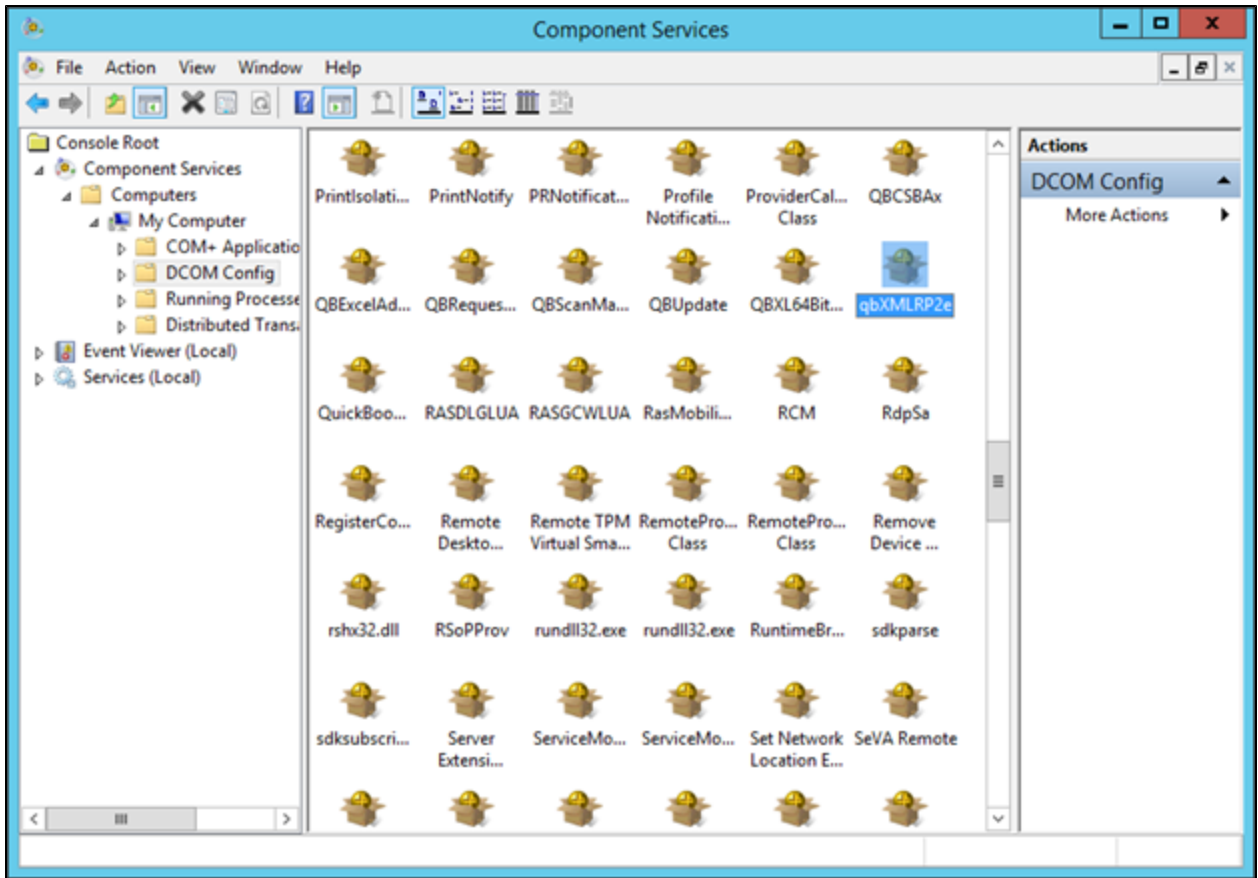 Component Services
File Action View Window Help
Console Root
Component Services
Computers
My Computer
COM+ Applicatio
DCOM Config
Running Processe
Distributed Trans
Event Viewer (Local)
Services (Local)
PrintIsolati... PrintNotify PRNotificat... Profile Notificati... ProviderCal... Class QBCSBAx
QBExcelAd... QBReques... QBScanMa... QBUpdate QBXL64Bit... qbXMLRP2e
QuickBoo... RASDLGLUA RASGCWLUA RasMobili... RCM RdpSa
RegisterCo... Remote Deskto... Remote TPM Virtual Sma... RemotePro... Class RemotePro... Class Remove Device ...
rshx32.dll RSoPProv rundll32.exe rundll32.exe RuntimeBr... sdkparse
sdksubscri... Server Extensi... ServiceMo... ServiceMo... Set Network Location E... SeVA Remote
Actions
DCOM Config
More Actions